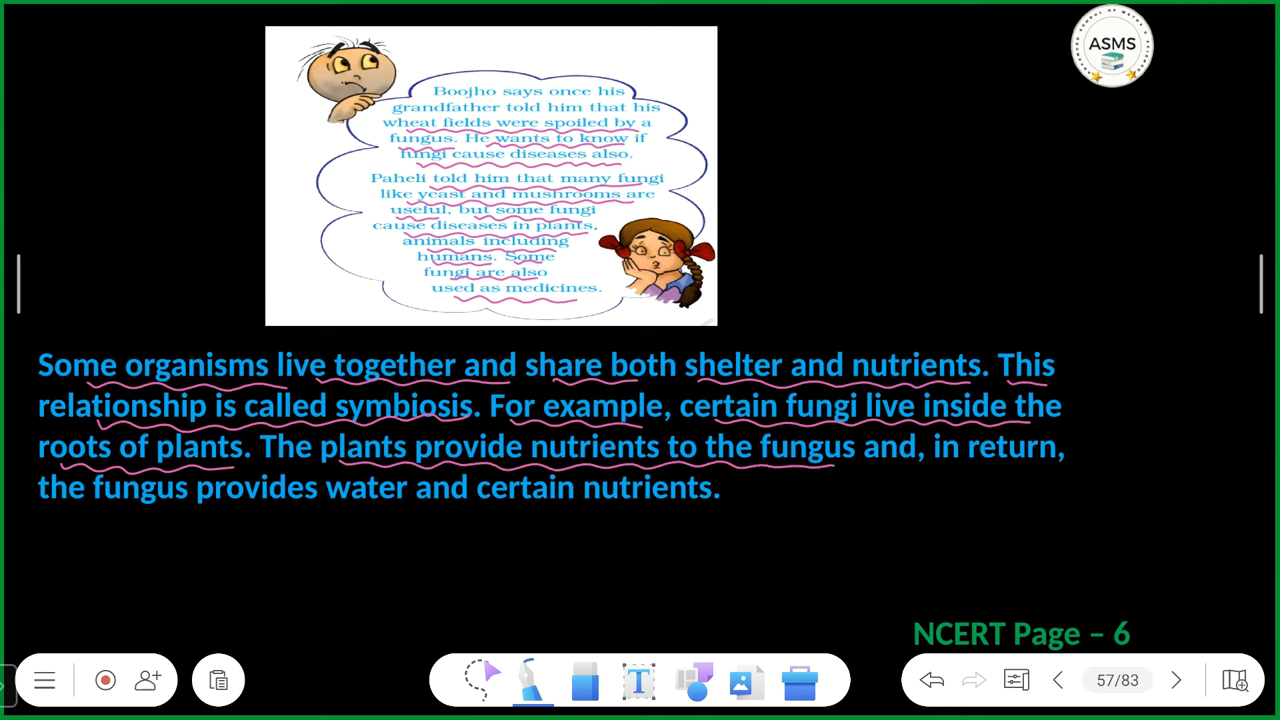 ASMS
Boojho says once his
grandfather told him that his
wheat fields were spoiled by a
fungus. He wants to know if
fungi cause diseases also.
Paheli told him that many fungi
like yeast and mushrooms are
useful, but some fungi
cause diseases in plants,
animals including
humans. Some
fungi are also
used as medicines.
Some organisms live together and share both shelter and nutrients. This
relationship is called symbiosis. For example, certain fungi live inside the
roots of plants. The plants provide nutrients to the fungus and, in return,
the fungus provides water and certain nutrients.
NCERT Page – 6
T
57/83